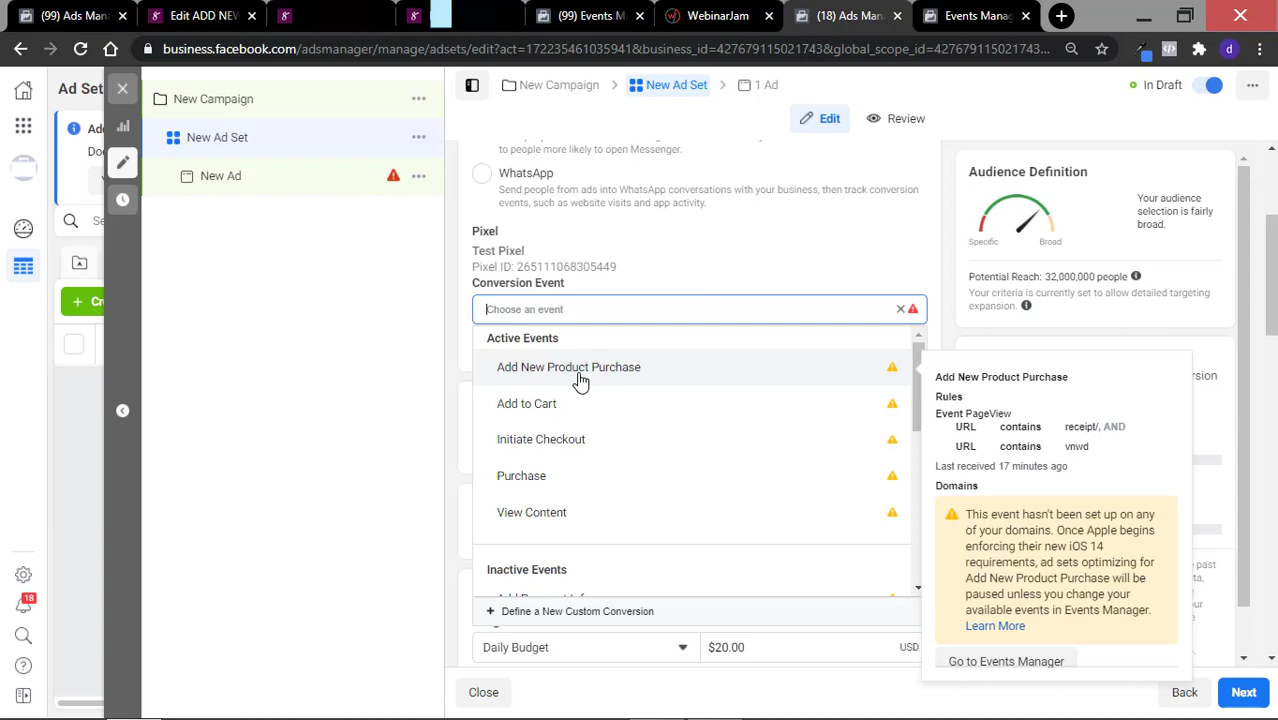 (99) Ads Mana
Edit ADD NEW
(99) Events M
WebinarJam
(18) Ads Man
Events Manag
d
business.facebook.com/adsmanager/manage/adsets/edit?act=172235461035941&business_id=427679115021743&global_scope_id=427679115021743...
Ad Set
Add
Doe
Y
Se
+ Cre
18
New Campaign
New Ad Set
New Ad
New Campaign
New Ad Set
1 Ad
In Draft
Edit
Review
to people more likely to open Messenger.
WhatsApp
Send people from ads into WhatsApp conversations with your business, then track conversion
events, such as website visits and app activity.
Pixel
Test Pixel
Pixel ID: 265111068305449
Conversion Event
Choose an event
Active Events
Add New Product Purchase
Add to Cart
Initiate Checkout
Purchase
View Content
Inactive Events
+ Define a New Custom Conversion
Daily Budget
$20.00
USD
Close
Back
Next
Audience Definition
Your audience
selection is fairly
broad.
Specific
Broad
Potential Reach: 32,000,000 people
Your criteria is currently set to allow detailed targeting
expansion.
Add New Product Purchase
Rules
Event PageView
URL contains receipt/, AND
URL contains vnwd
Last received 17 minutes ago
Domains
This event hasn't been set up on any
of your domains. Once Apple begins
enforcing their new iOS 14
requirements, ad sets optimizing for
Add New Product Purchase will be
paused unless you change your
available events in Events Manager.
Learn More
Go to Events Manager